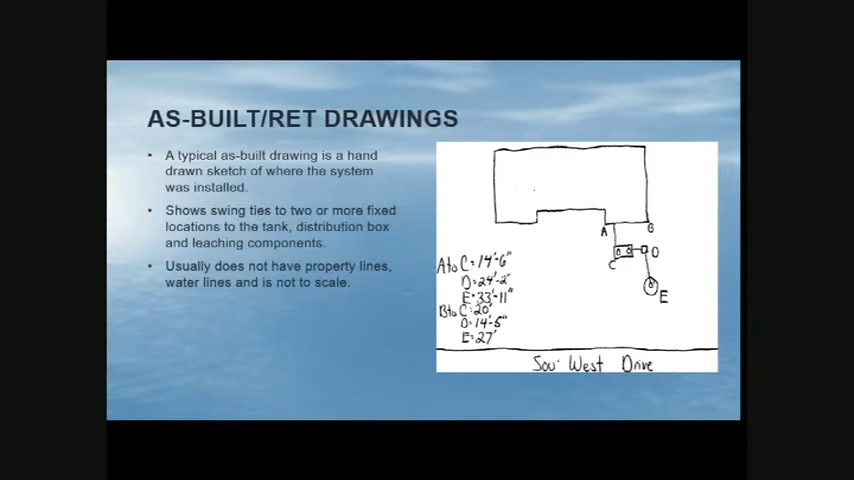 AS-BUILT/RET DRAWINGS
• A typical as-built drawing is a hand
drawn sketch of where the system
was installed.
• Shows swing ties to two or more fixed
locations to the tank, distribution box
and leaching components.
• Usually does not have property lines,
water lines and is not to scale.
A B
C D
E
A to C = 14'-6"
D = 24'-2"
E = 33'-11"
B to C = 20'
D = 14'-5"
E = 27'
Sou' West Drive